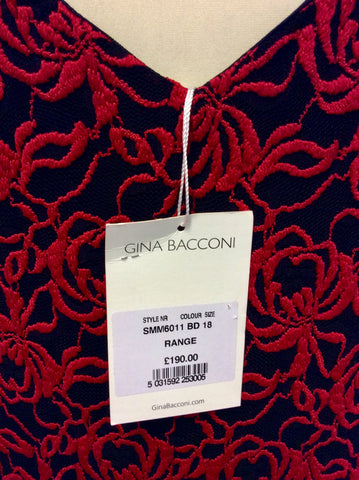 GINA BACCONI
STYLE NR COLOUR SIZE
SMM6011 BD 18
RANGE
£190.00
5 031592 253005
GinaBacconi.com